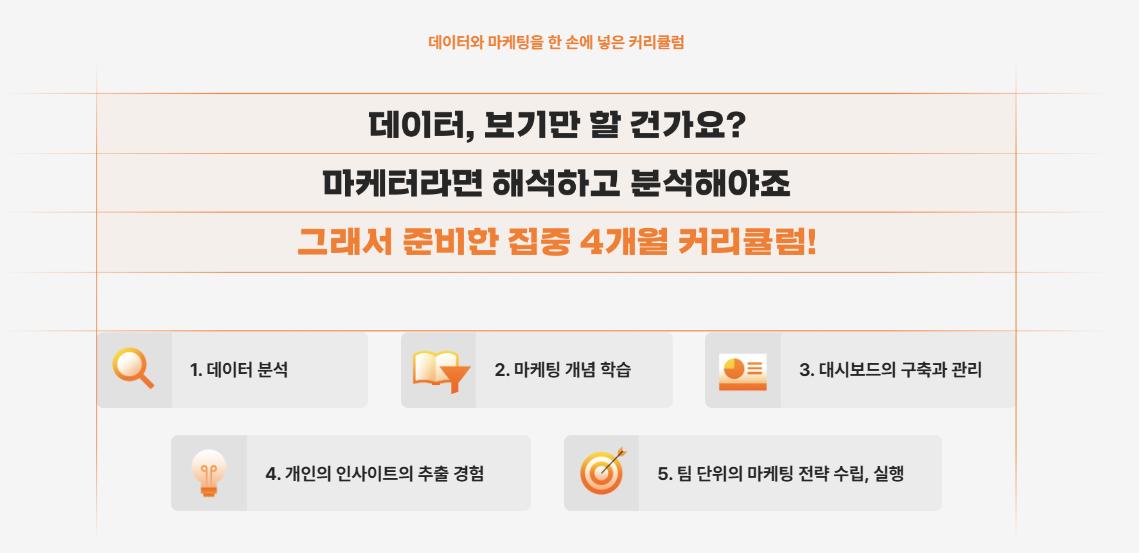 데이터와 마케팅을 한 손에 넣은 커리큘럼
데이터, 보기만 할 건가요?
마케터라면 해석하고 분석해야죠
그래서 준비한 집중 4개월 커리큘럼!
1. 데이터 분석
2. 마케팅 개념 학습
3. 대시보드의 구축과 관리
4. 개인의 인사이트의 추출 경험
5. 팀 단위의 마케팅 전략 수립, 실행